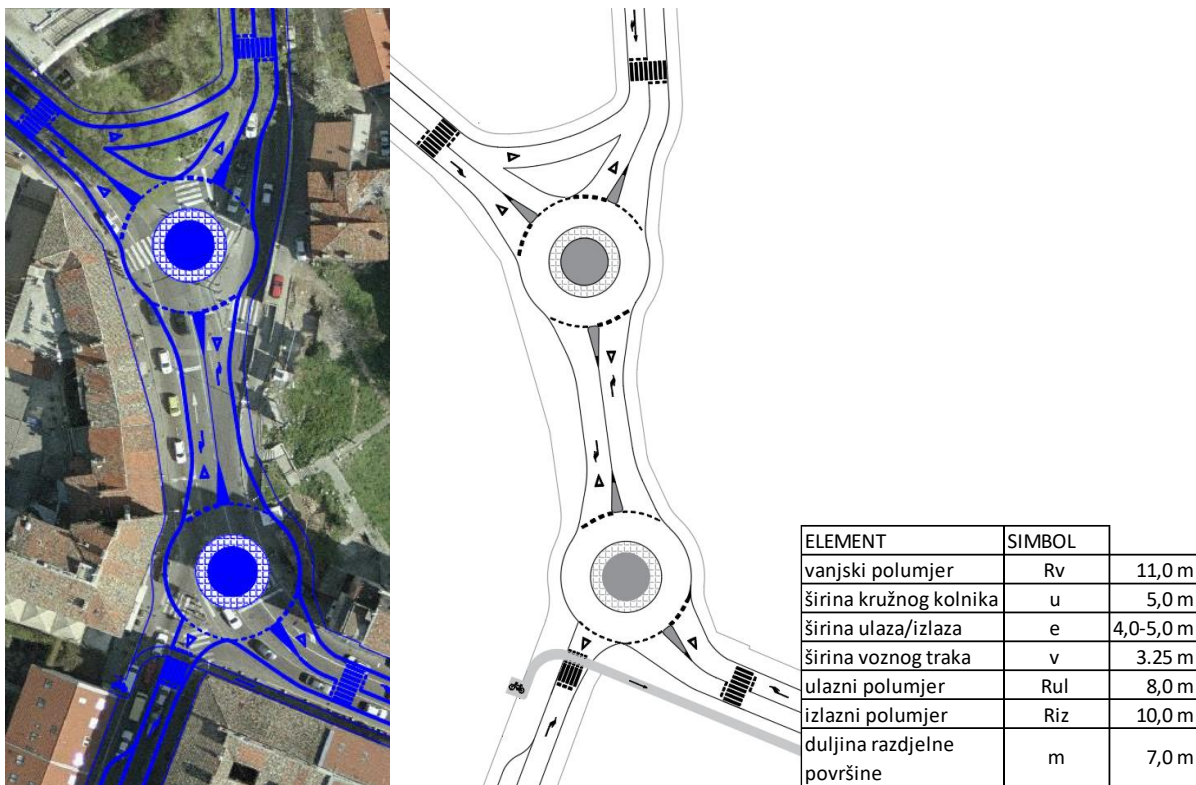 ELEMENT SIMBOL
vanjski polumjer Rv 11,0 m
širina kružnog kolnika u 5,0 m
širina ulaza/izlaza e 4,0-5,0 m
širina voznog traka v 3.25 m
ulazni polumjer Rul 8,0 m
izlazni polumjer Riz 10,0 m
duljina razdjelne
površine m 7,0 m